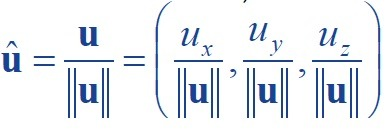 û = u / ‖u‖ = ( u_x / ‖u‖ , u_y / ‖u‖ , u_z / ‖u‖ )